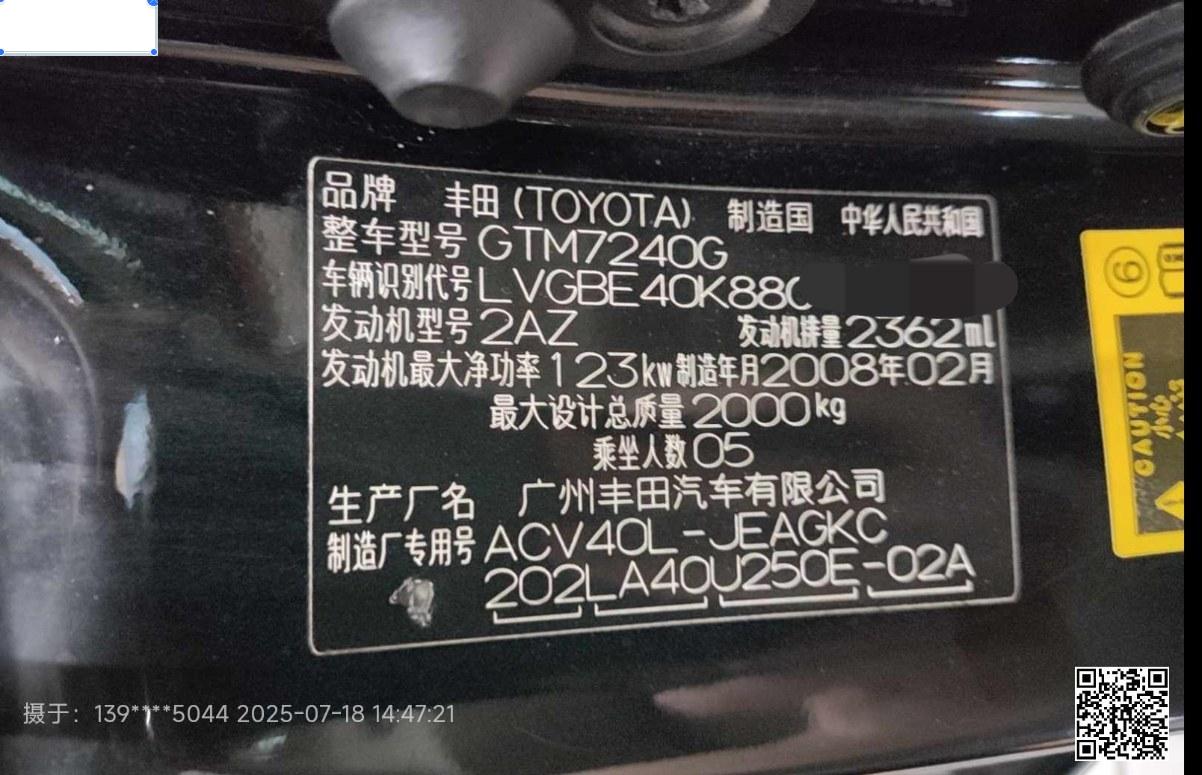 品牌 丰田(TOYOTA) 制造国 中华人民共和国
整车型号 GTM7240G
车辆识别代号 LVGBE40K880
发动机型号 2AZ 发动机排量 2362ml
发动机最大净功率 123kw 制造年月 2008年02月
最大设计总质量 2000kg
乘坐人数 05
生产厂名 广州丰田汽车有限公司
制造厂专用号 ACV40L-JEAGKC
202LA40U250E-02A
⑥
CAUTION
小心
摄于：139****5044 2025-07-18 14:47:21